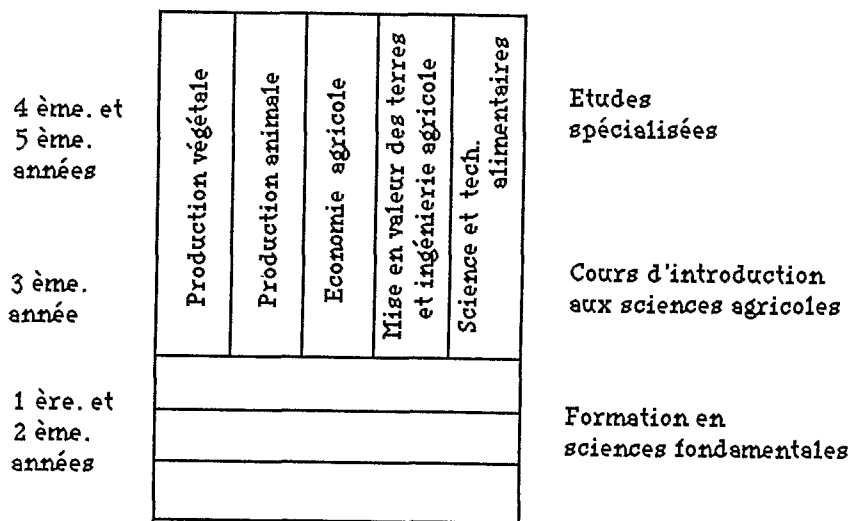 4 ème. et
5 ème.
années
3 ème.
année
1 ère. et
2 ème.
années
Production végétale
Production animale
Economie agricole
Mise en valeur des terres
et ingénierie agricole
Science et tech.
alimentaires
Etudes
spécialisées
Cours d'introduction
aux sciences agricoles
Formation en
sciences fondamentales